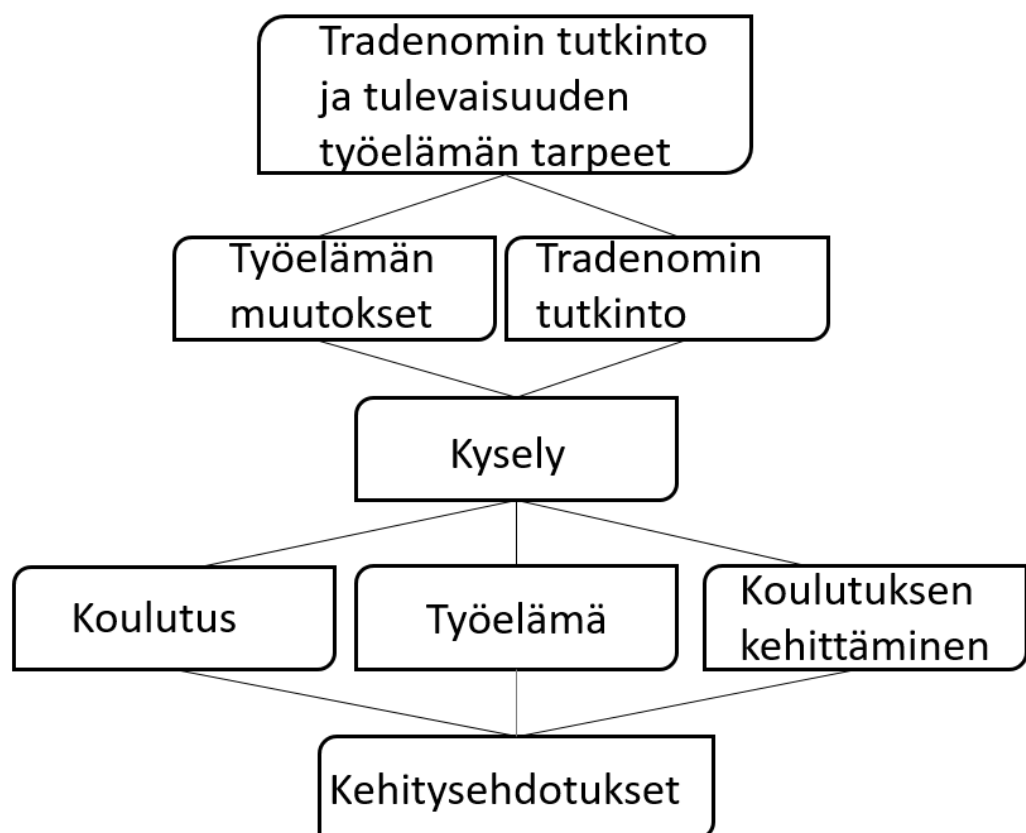 Tradenomin tutkinto
ja tulevaisuuden
työelämän tarpeet
Työelämän
muutokset
Tradenomin
tutkinto
Kysely
Koulutus
Työelämä
Koulutuksen
kehittäminen
Kehitysehdotukset